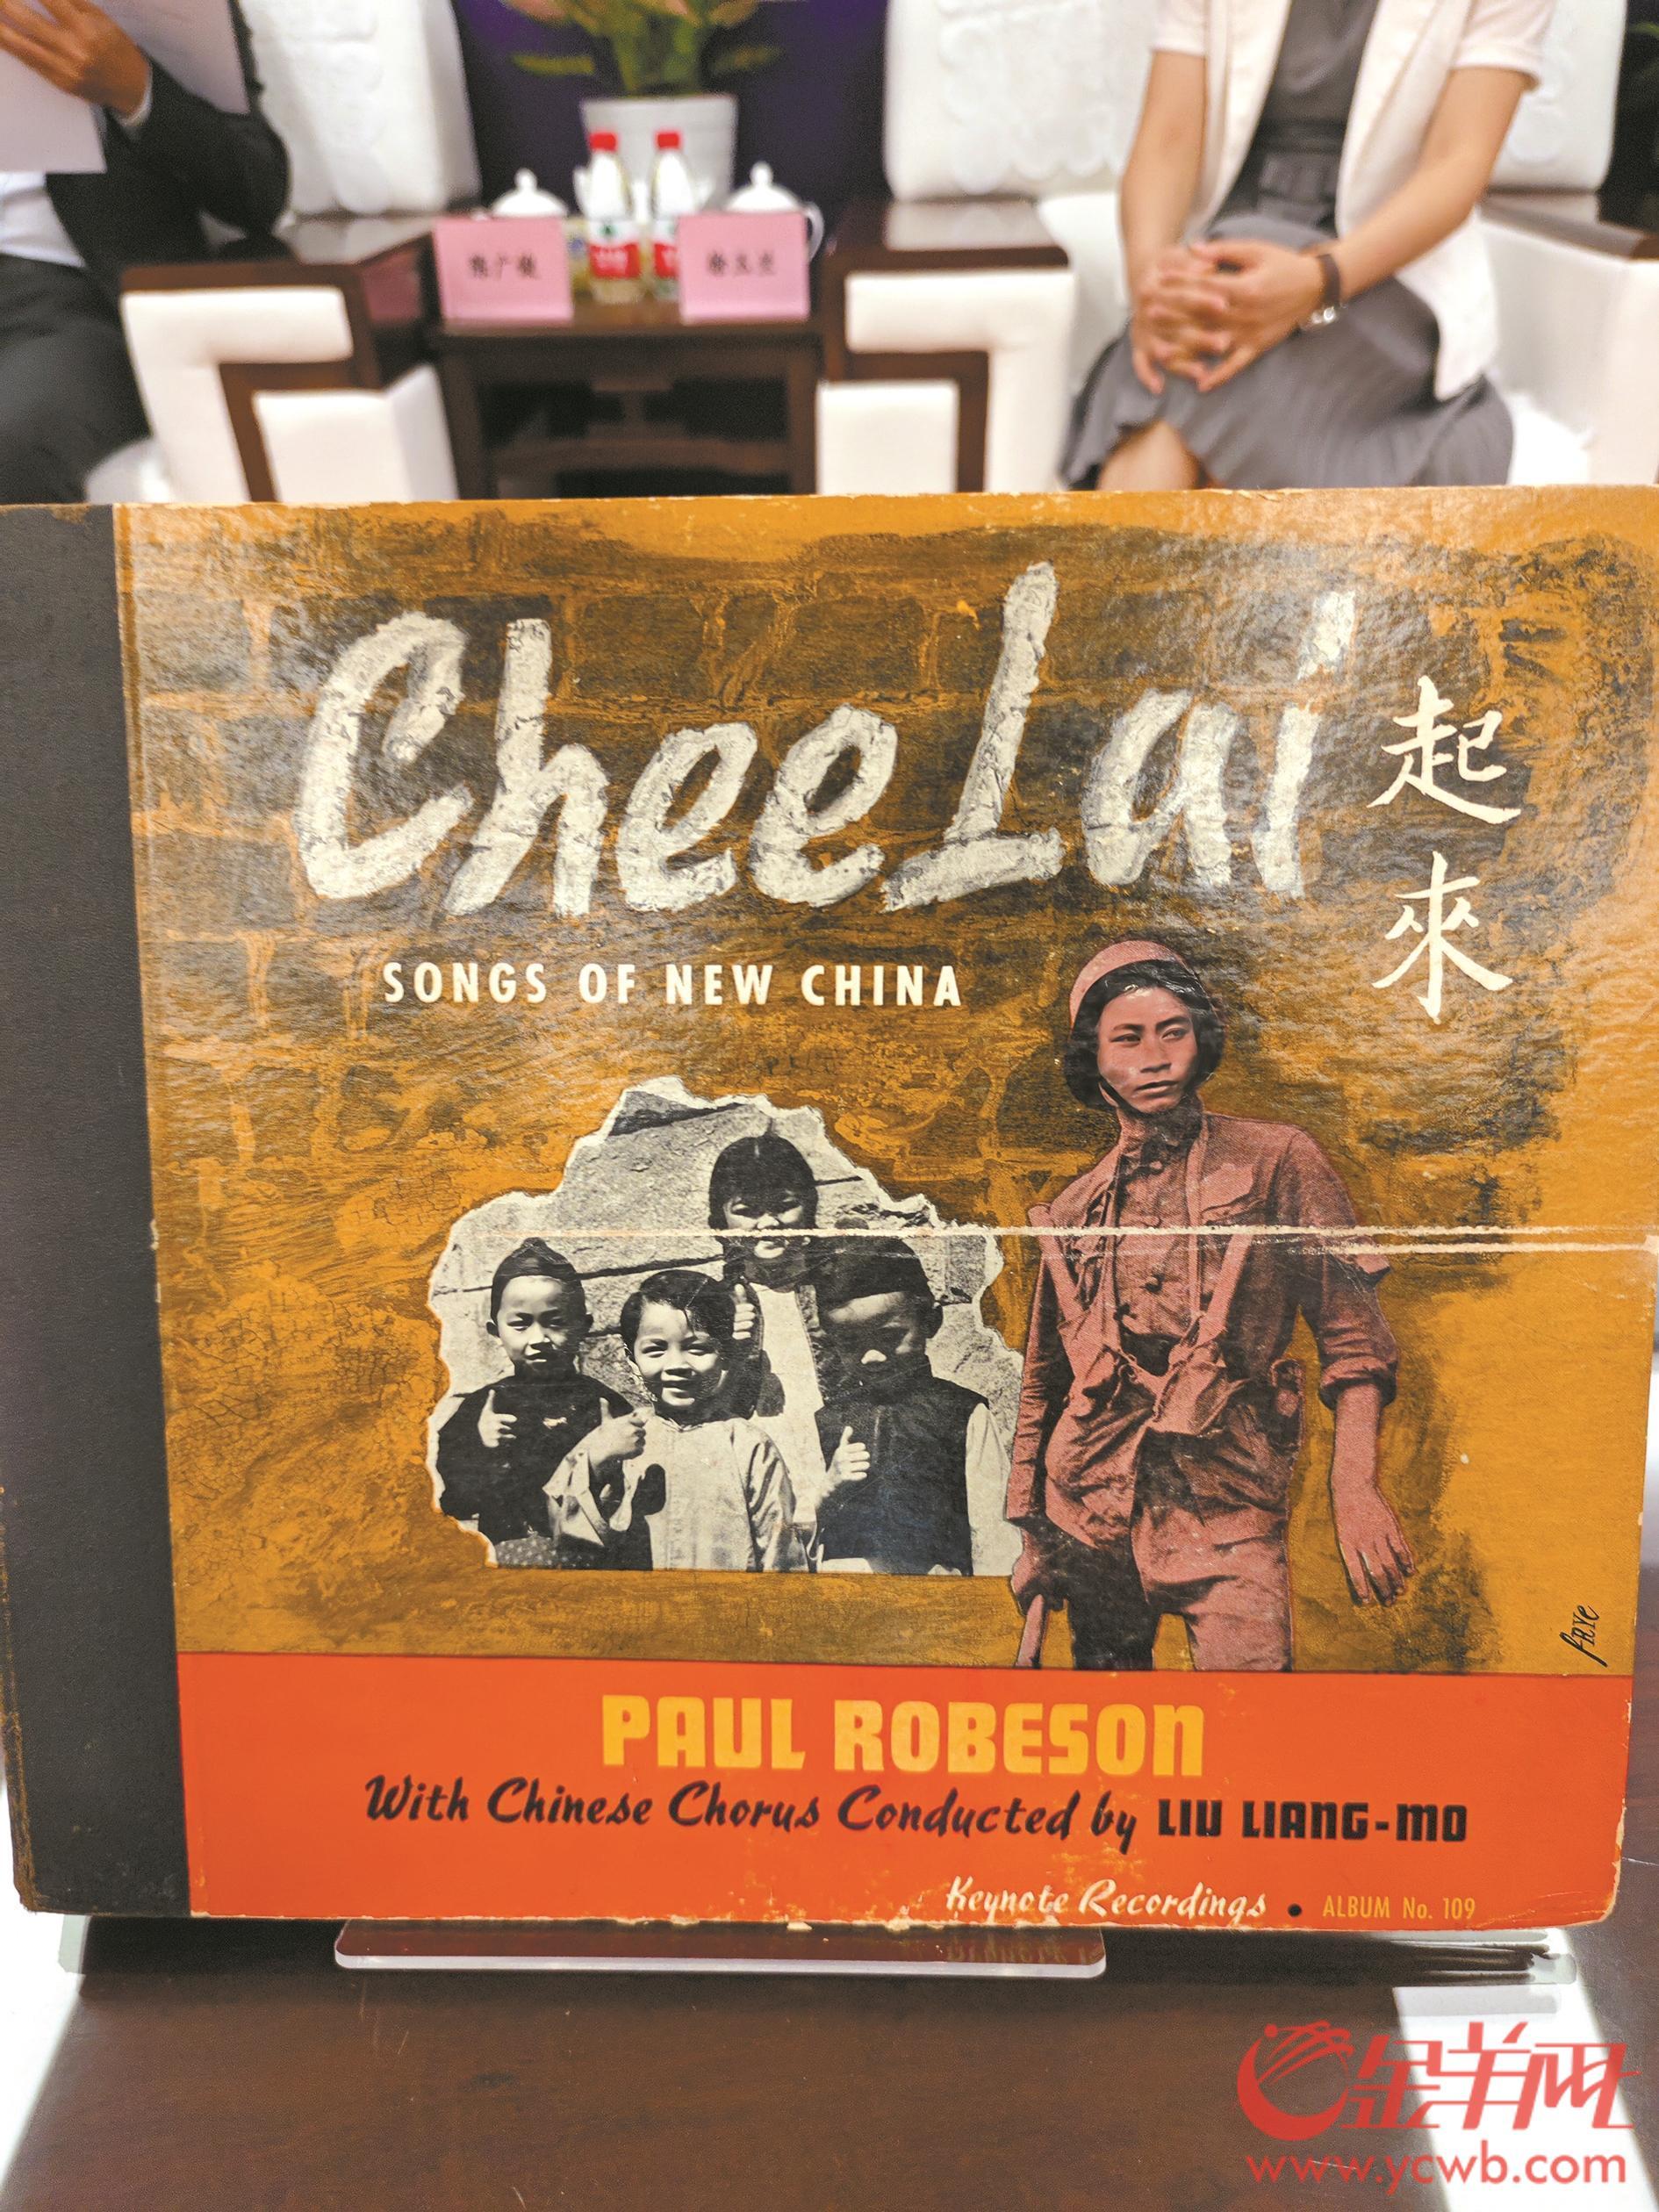 Chee Lai
起來
SONGS OF NEW CHINA
FRYE
PAUL ROBESON
With Chinese Chorus Conducted by LIU LIANG-MO
Keynote Recordings • ALBUM No. 109
金羊网
www.ycwb.com